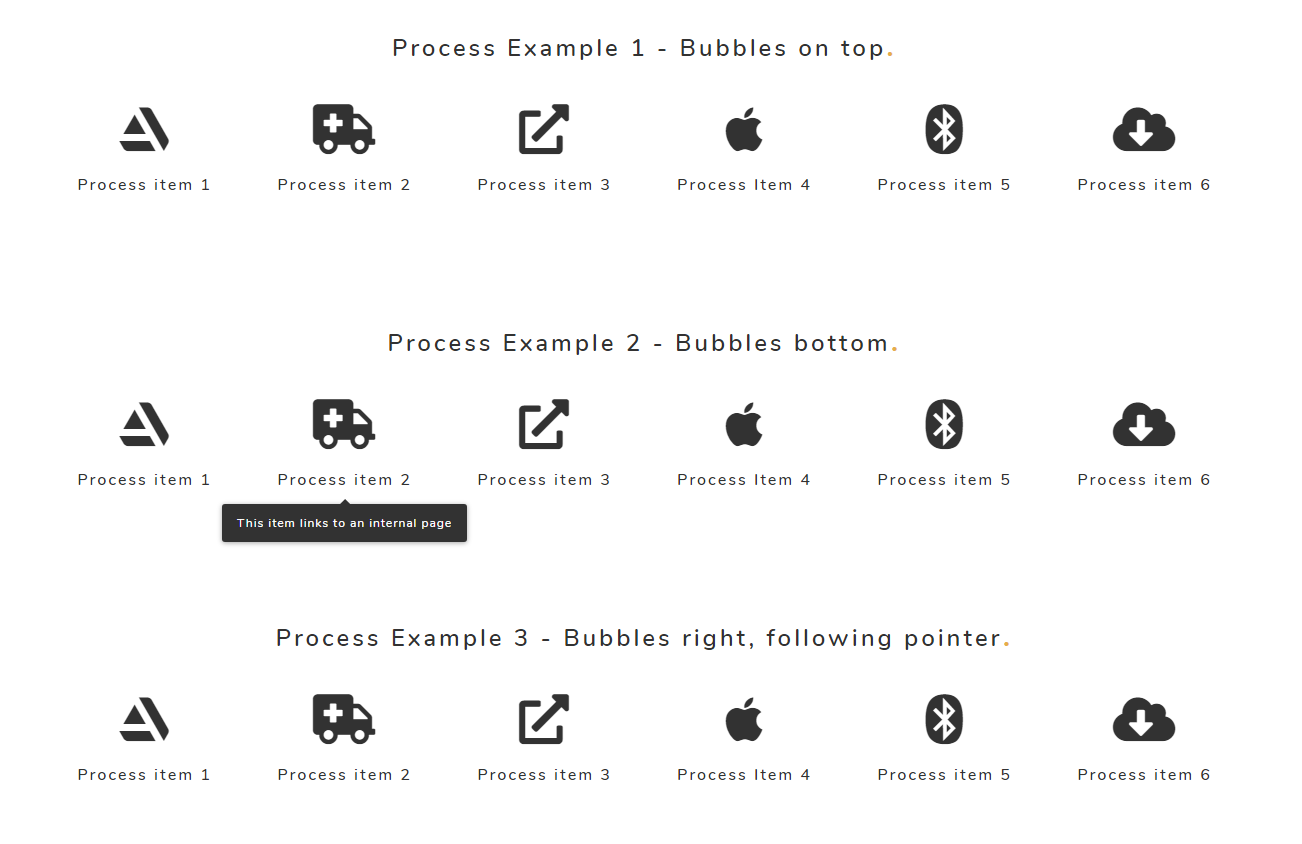 Process Example 1 - Bubbles on top.
Process item 1 Process item 2 Process item 3 Process Item 4 Process item 5 Process item 6
Process Example 2 - Bubbles bottom.
Process item 1 Process item 2 Process item 3 Process Item 4 Process item 5 Process item 6
This item links to an internal page
Process Example 3 - Bubbles right, following pointer.
Process item 1 Process item 2 Process item 3 Process Item 4 Process item 5 Process item 6